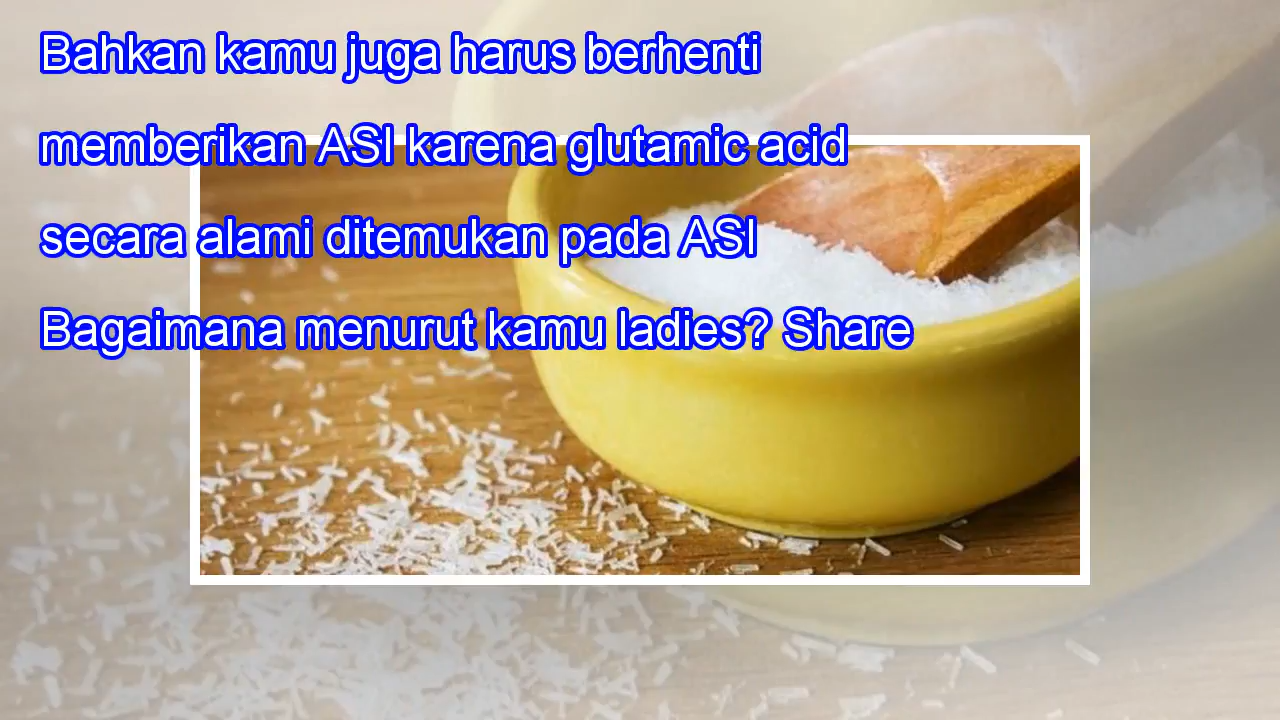 Bahkan kamu juga harus berhenti
memberikan ASI karena glutamic acid
secara alami ditemukan pada ASI
Bagaimana menurut kamu ladies? Share